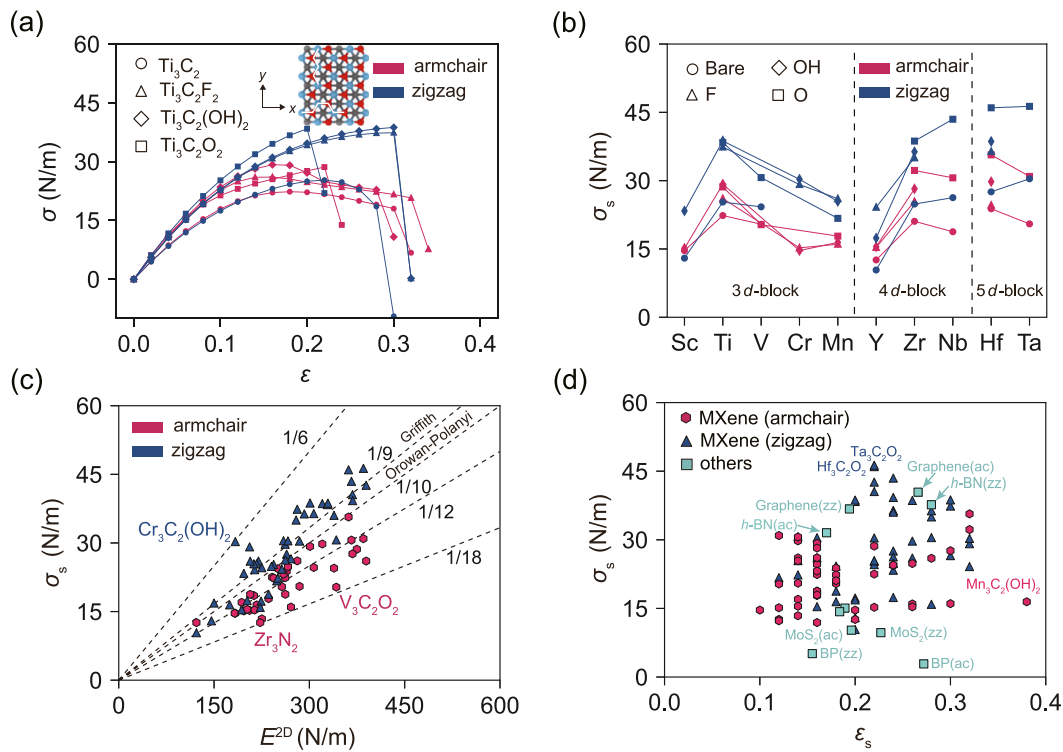 (a)
60
45
30
15
0
σ (N/m)
Ti₃C₂
Ti₃C₂F₂
Ti₃C₂(OH)₂
Ti₃C₂O₂
y
x
armchair
zigzag
0.0 0.1 0.2 0.3 0.4
ε
(b)
60
45
30
15
0
σₛ (N/m)
Bare OH
F O
armchair
zigzag
3 d-block 4 d-block 5 d-block
Sc Ti V Cr Mn Y Zr Nb Hf Ta
(c)
60
45
30
15
0
σₛ (N/m)
armchair
zigzag
1/6
1/9
Griffith
Orowan-Polanyi
1/10
1/12
1/18
Cr₃C₂(OH)₂
V₃C₂O₂
Zr₃N₂
0 150 300 450 600
E²ᴰ (N/m)
(d)
60
45
30
15
0
σₛ (N/m)
MXene (armchair)
MXene (zigzag)
others
Ta₃C₂O₂
Hf₃C₂O₂
Graphene(ac)
h-BN(zz)
Graphene(zz)
h-BN(ac)
Mn₃C₂(OH)₂
MoS₂(ac)
MoS₂(zz)
BP(zz)
BP(ac)
0 0.1 0.2 0.3 0.4
εₛ